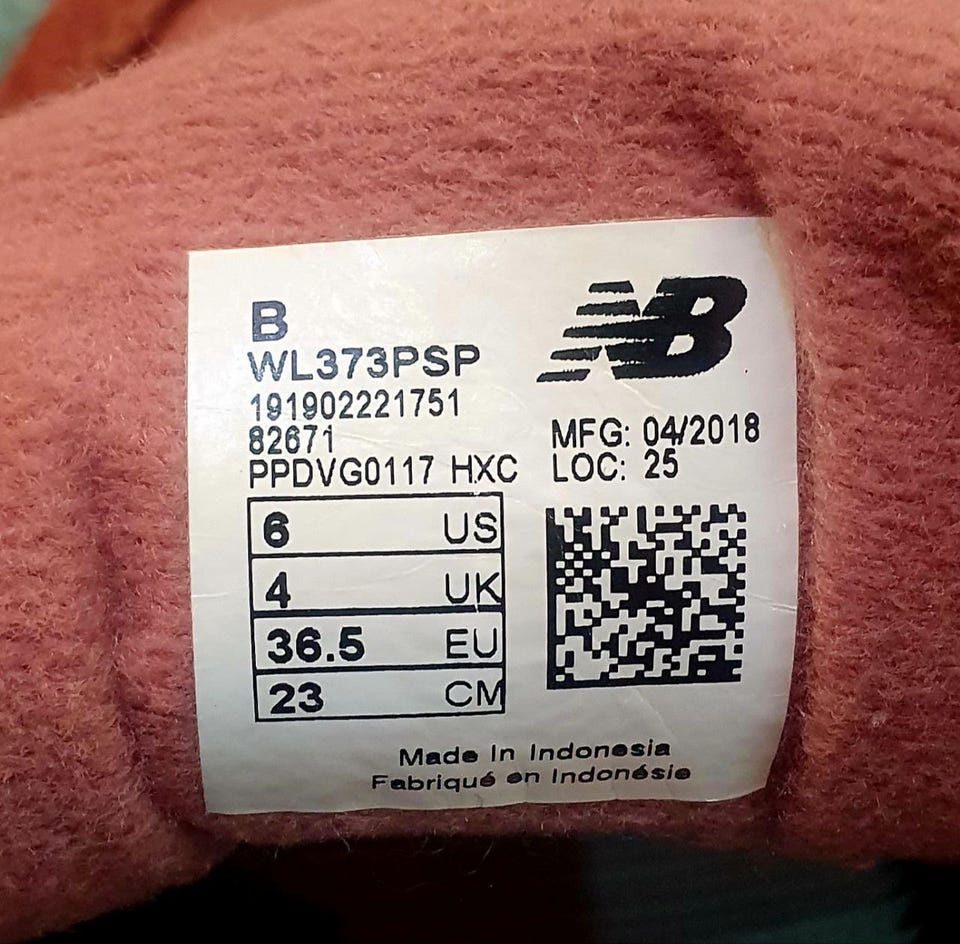 B
WL373PSP
191902221751
82671
PPDVG0117 HXC
NB
MFG: 04/2018
LOC: 25
6 US
4 UK
36.5 EU
23 CM
Made In Indonesia
Fabriqué en Indonésie